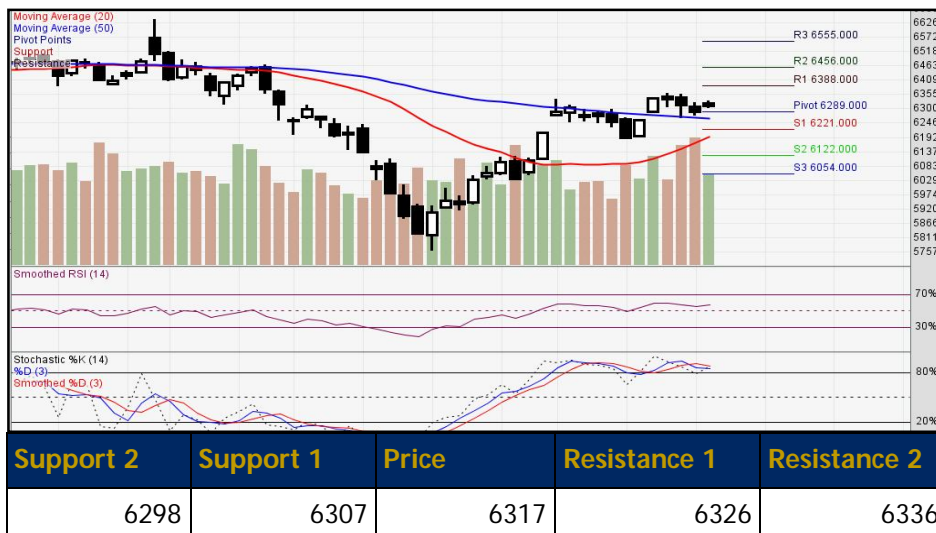 Moving Average (20)
Moving Average (50)
Pivot Points
Support
Resistance
R3 6555.000
R2 6456.000
R1 6388.000
Pivot 6289.000
S1 6221.000
S2 6122.000
S3 6054.000
6626
6572
6518
6463
6409
6355
6300
6246
6192
6137
6083
6029
5974
5920
5866
5811
5757
Smoothed RSI (14)
70%
30%
Stochastic %K (14)
%D (3)
Smoothed %D (3)
80%
20%
Support 2 Support 1 Price Resistance 1 Resistance 2
6298 6307 6317 6326 6336